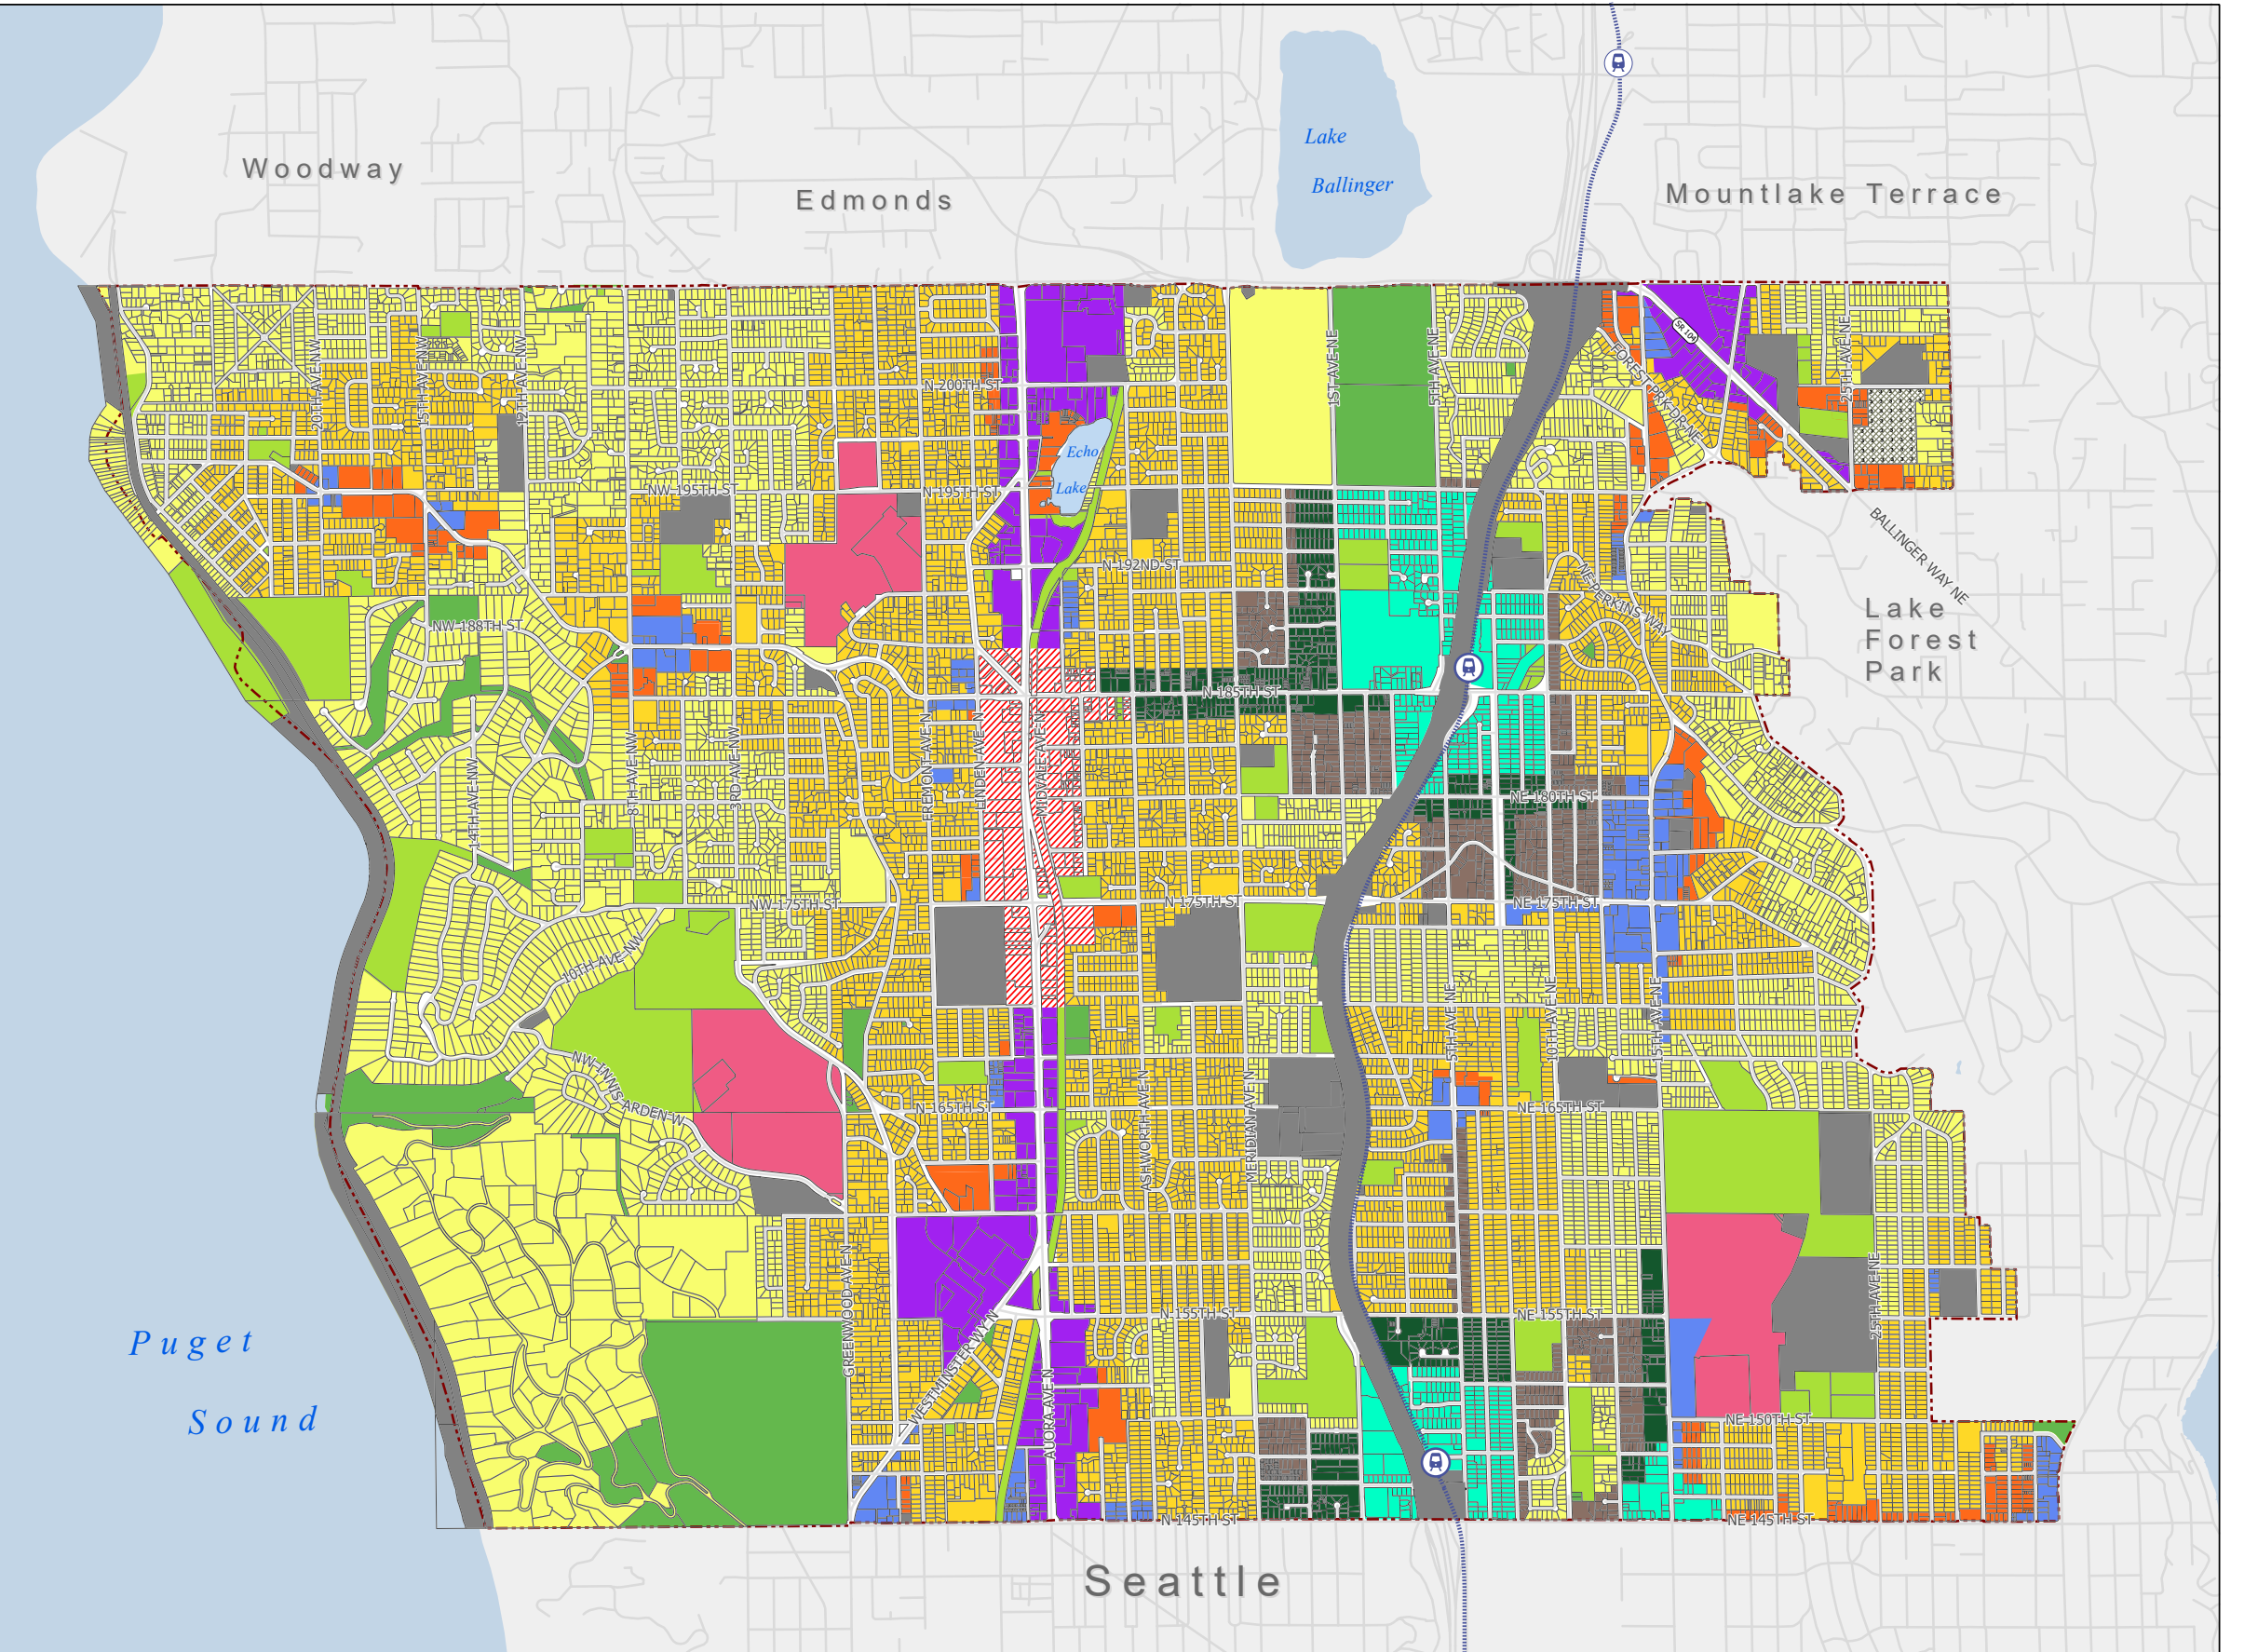 Woodway
Edmonds
Lake
Ballinger
Mountlake Terrace
SR 104
N 200TH ST
20TH AVE NW
15TH AVE NW
12TH AVE NW
1ST AVE NE
5TH AVE NE
25TH AVE NE
FOREST PRK DR NE
Echo
Lake
NW 195TH ST
N 195TH ST
BALLINGER WAY NE
N 192ND ST
NE PERKINS WAY
Lake
Forest
Park
NW 188TH ST
N 185TH ST
14TH AVE NW
8TH AVE NW
3RD AVE NW
FREMONT AVE N
LINDEN AVE N
MIDVALE AVE N
NE 180TH ST
NW 175TH ST
N 175TH ST
NE 175TH ST
10TH AVE NW
5TH AVE NE
10TH AVE NE
15TH AVE NE
NW INNIS ARDEN W
N 165TH ST
NE 165TH ST
ASHWORTH AVE N
MERIDIAN AVE N
GREENWOOD AVE N
N 155TH ST
NE 155TH ST
25TH AVE NE
Puget
Sound
WESTMINSTER WY N
AUORA AVE N
NE 150TH ST
N 145TH ST
NE 145TH ST
Seattle